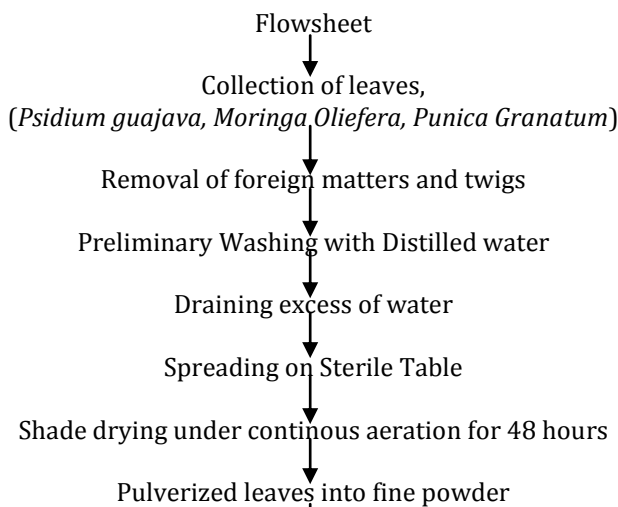 Flowsheet
Collection of leaves,
(Psidium guajava, Moringa Oliefera, Punica Granatum)
Removal of foreign matters and twigs
Preliminary Washing with Distilled water
Draining excess of water
Spreading on Sterile Table
Shade drying under continous aeration for 48 hours
Pulverized leaves into fine powder